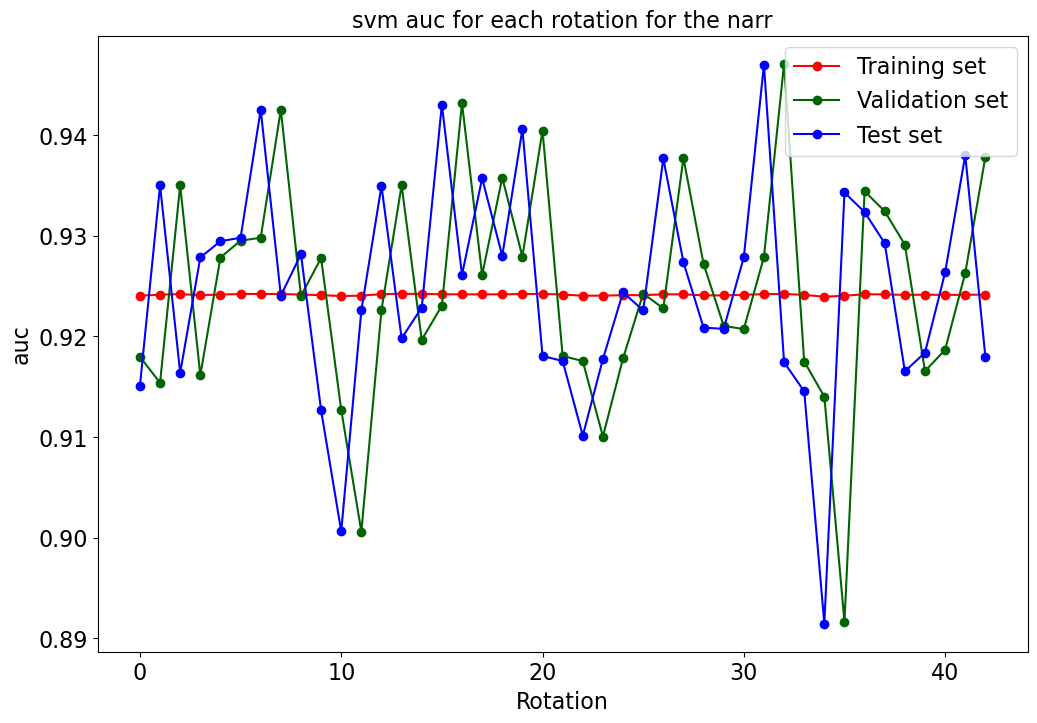 svm auc for each rotation for the narr
Training set
Validation set
Test set
0.94
0.93
0.92
0.91
0.90
0.89
auc
0
10
20
30
40
Rotation